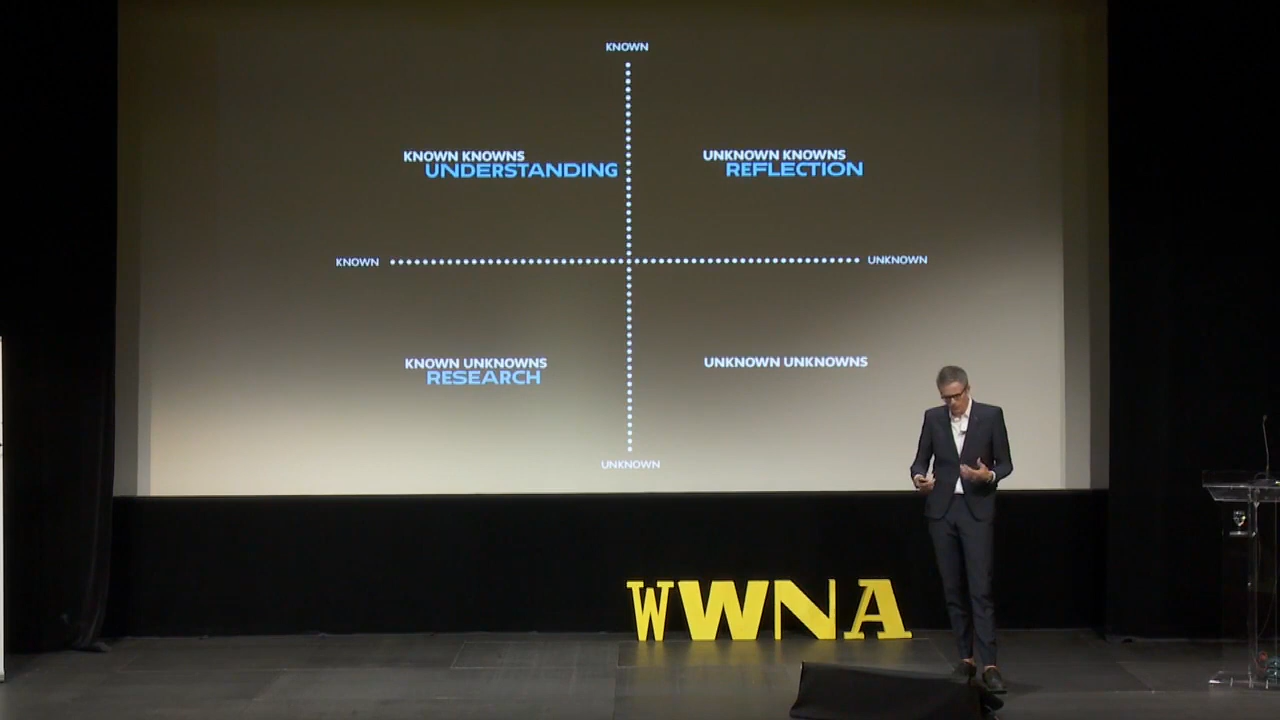 KNOWN
KNOWN KNOWNS
UNDERSTANDING
UNKNOWN KNOWNS
REFLECTION
KNOWN
UNKNOWN
KNOWN UNKNOWNS
RESEARCH
UNKNOWN UNKNOWNS
UNKNOWN
WWNA